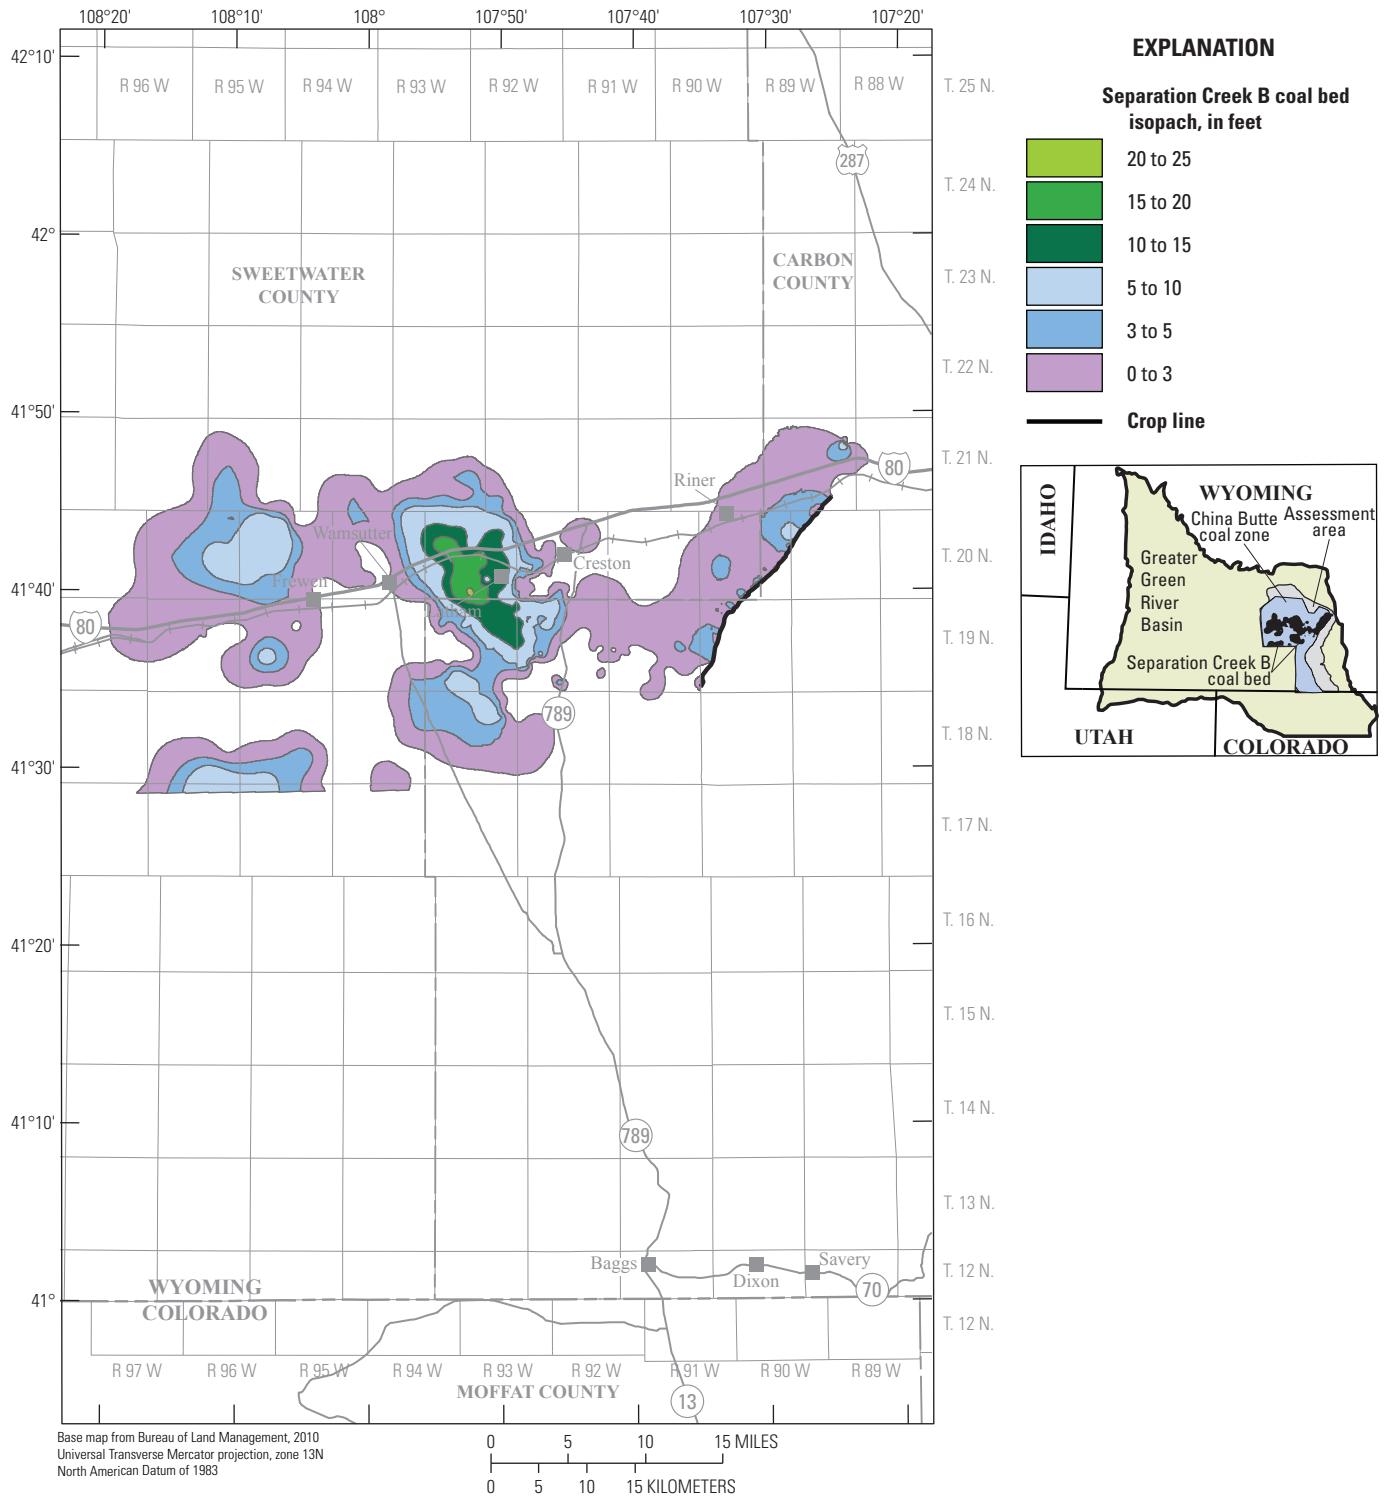 108°20' 108°10' 108° 107°50' 107°40' 107°30' 107°20'
42°10'
R 96 W R 95 W R 94 W R 93 W R 92 W R 91 W R 90 W R 89 W R 88 W T. 25 N.
287
T. 24 N.
42°
SWEETWATER
COUNTY
CARBON
COUNTY
T. 23 N.
T. 22 N.
41°50'
T. 21 N.
80
Riner
Wamsutter
T. 20 N.
Creston
41°40'
Frewen
80
T. 19 N.
789
T. 18 N.
41°30'
T. 17 N.
T. 16 N.
41°20'
T. 15 N.
T. 14 N.
41°10'
789
T. 13 N.
Baggs
Dixon
Savery
T. 12 N.
70
WYOMING
41°
COLORADO
T. 12 N.
R 97 W R 96 W R 95 W R 94 W R 93 W R 92 W R 91 W R 90 W R 89 W
MOFFAT COUNTY
13
Base map from Bureau of Land Management, 2010
Universal Transverse Mercator projection, zone 13N
North American Datum of 1983
0 5 10 15 MILES
0 5 10 15 KILOMETERS
EXPLANATION
Separation Creek B coal bed
isopach, in feet
20 to 25
15 to 20
10 to 15
5 to 10
3 to 5
0 to 3
Crop line
IDAHO
WYOMING
China Butte
coal zone
Assessment
area
Greater
Green
River
Basin
Separation Creek B
coal bed
UTAH
COLORADO